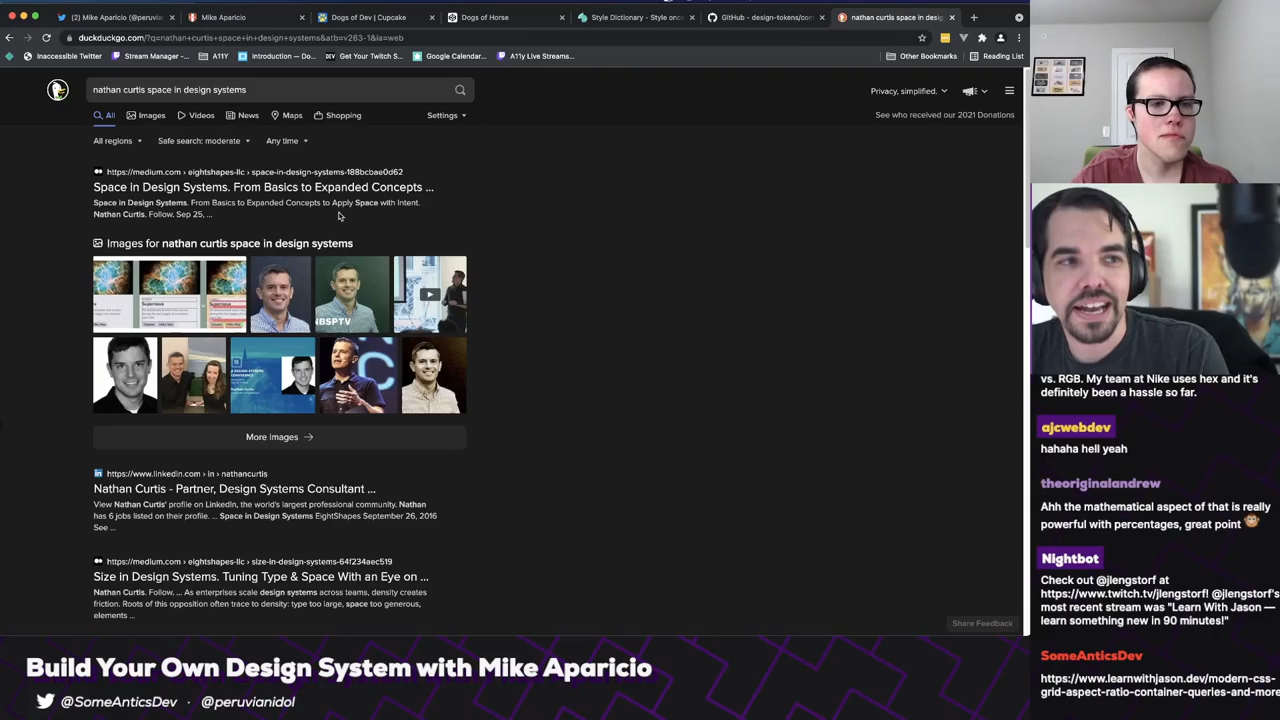 (2) Mike Aparicio (@peruvian
Mike Aparicio
Dogs of Dev | Cupcake
Dogs of Horse
Style Dictionary - Style once
GitHub - design-tokens/com
nathan curtis space in desig
duckduckgo.com/?q=nathan+curtis+space+in+design+systems&atb=v263-1&ia=web
Inaccessible Twitter
Stream Manager -...
A11Y
Introduction — Do...
DEV
Get Your Twitch S...
Google Calendar...
A11y Live Streams...
Other Bookmarks
Reading List
nathan curtis space in design systems
Privacy, simplified.
All
Images
Videos
News
Maps
Shopping
Settings
See who received our 2021 Donations
All regions
Safe search: moderate
Any time
https://medium.com › eightshapes-llc › space-in-design-systems-188bcbae0d62
Space in Design Systems. From Basics to Expanded Concepts ...
Space in Design Systems. From Basics to Expanded Concepts to Apply Space with Intent.
Nathan Curtis. Follow. Sep 25, ...
Images for nathan curtis space in design systems
Supernova
Supernova
NBSPTV
More Images →
https://www.linkedin.com › in › nathancurtis
Nathan Curtis - Partner, Design Systems Consultant ...
View Nathan Curtis' profile on LinkedIn, the world's largest professional community. Nathan
has 6 jobs listed on their profile. ... Space in Design Systems EightShapes September 26, 2016
See ...
https://medium.com › eightshapes-llc › size-in-design-systems-64f234aec519
Size in Design Systems. Tuning Type & Space With an Eye on ...
Nathan Curtis. Follow. ... As enterprises scale design systems across teams, density creates
friction. Roots of this opposition often trace to density: type too large, space too generous,
elements ...
Share Feedback
vs. RGB. My team at Nike uses hex and it's
definitely been a hassle so far.
ajcwebdev
hahaha hell yeah
theoriginalandrew
Ahh the mathematical aspect of that is really
powerful with percentages, great point
Nightbot
Check out @jlengstorf at
https://www.twitch.tv/jlengstorf! @jlengstorf's
most recent stream was "Learn With Jason —
learn something new in 90 minutes!"
SomeAnticsDev
https://www.learnwithjason.dev/modern-css-
grid-aspect-ratio-container-queries-and-more
Build Your Own Design System with Mike Aparicio
@SomeAnticsDev · @peruvianidol